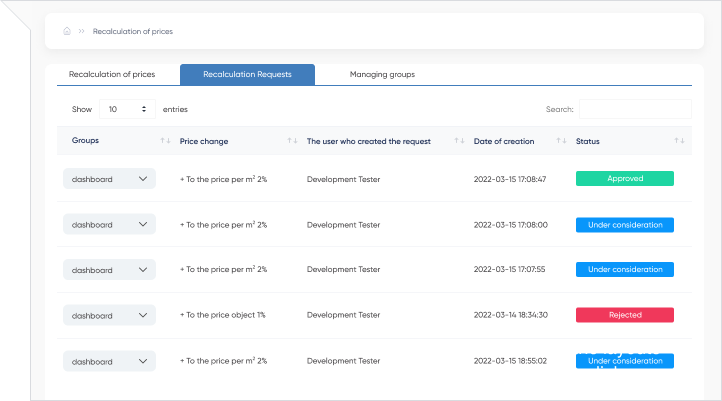 Recalculation of prices
Recalculation of prices Recalculation Requests Managing groups
Show 10 entries Search:
Groups Price change The user who created the request Date of creation Status
dashboard + To the price per m² 2% Development Tester 2022-03-15 17:08:47 Approved
dashboard + To the price per m² 2% Development Tester 2022-03-15 17:08:00 Under consideration
dashboard + To the price per m² 2% Development Tester 2022-03-15 17:07:55 Under consideration
dashboard + To the price object 1% Development Tester 2022-03-14 18:34:30 Rejected
dashboard + To the price per m² 2% Development Tester 2022-03-15 18:55:02 Under consideration